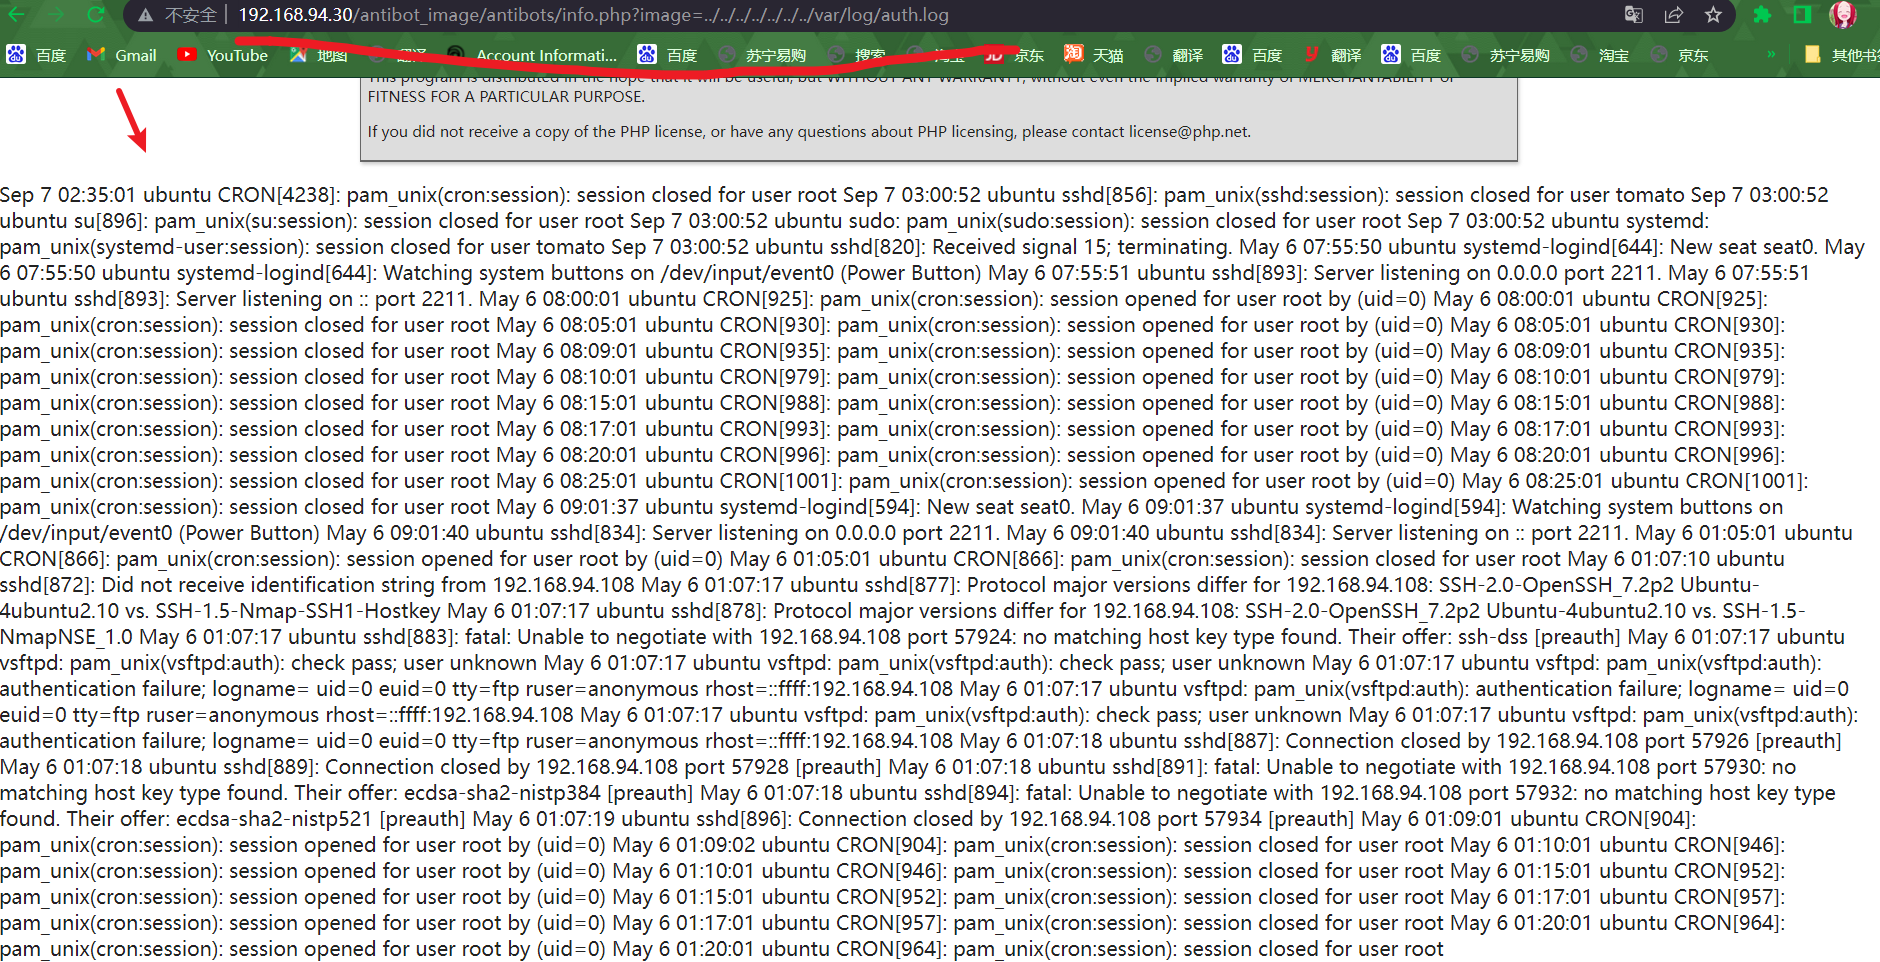 不安全 | 192.168.94.30/antibot_image/antibots/info.php?image=../../../../../../../var/log/auth.log
百度 Gmail YouTube 地图 翻译 Account Informati... 百度 苏宁易购 搜索 淘宝 京东 天猫 翻译 百度 翻译 百度 苏宁易购 淘宝 京东 » 其他书签
This program is distributed in the hope that it will be useful, but WITHOUT ANY WARRANTY; without even the implied warranty of MERCHANTABILITY or
FITNESS FOR A PARTICULAR PURPOSE.
If you did not receive a copy of the PHP license, or have any questions about PHP licensing, please contact license@php.net.
Sep 7 02:35:01 ubuntu CRON[4238]: pam_unix(cron:session): session closed for user root Sep 7 03:00:52 ubuntu sshd[856]: pam_unix(sshd:session): session closed for user tomato Sep 7 03:00:52
ubuntu su[896]: pam_unix(su:session): session closed for user root Sep 7 03:00:52 ubuntu sudo: pam_unix(sudo:session): session closed for user root Sep 7 03:00:52 ubuntu systemd:
pam_unix(systemd-user:session): session closed for user tomato Sep 7 03:00:52 ubuntu sshd[820]: Received signal 15; terminating. May 6 07:55:50 ubuntu systemd-logind[644]: New seat seat0. May
6 07:55:50 ubuntu systemd-logind[644]: Watching system buttons on /dev/input/event0 (Power Button) May 6 07:55:51 ubuntu sshd[893]: Server listening on 0.0.0.0 port 2211. May 6 07:55:51
ubuntu sshd[893]: Server listening on :: port 2211. May 6 08:00:01 ubuntu CRON[925]: pam_unix(cron:session): session opened for user root by (uid=0) May 6 08:00:01 ubuntu CRON[925]:
pam_unix(cron:session): session closed for user root May 6 08:05:01 ubuntu CRON[930]: pam_unix(cron:session): session opened for user root by (uid=0) May 6 08:05:01 ubuntu CRON[930]:
pam_unix(cron:session): session closed for user root May 6 08:09:01 ubuntu CRON[935]: pam_unix(cron:session): session opened for user root by (uid=0) May 6 08:09:01 ubuntu CRON[935]:
pam_unix(cron:session): session closed for user root May 6 08:10:01 ubuntu CRON[979]: pam_unix(cron:session): session opened for user root by (uid=0) May 6 08:10:01 ubuntu CRON[979]:
pam_unix(cron:session): session closed for user root May 6 08:15:01 ubuntu CRON[988]: pam_unix(cron:session): session opened for user root by (uid=0) May 6 08:15:01 ubuntu CRON[988]:
pam_unix(cron:session): session closed for user root May 6 08:17:01 ubuntu CRON[993]: pam_unix(cron:session): session opened for user root by (uid=0) May 6 08:17:01 ubuntu CRON[993]:
pam_unix(cron:session): session closed for user root May 6 08:20:01 ubuntu CRON[996]: pam_unix(cron:session): session opened for user root by (uid=0) May 6 08:20:01 ubuntu CRON[996]:
pam_unix(cron:session): session closed for user root May 6 08:25:01 ubuntu CRON[1001]: pam_unix(cron:session): session opened for user root by (uid=0) May 6 08:25:01 ubuntu CRON[1001]:
pam_unix(cron:session): session closed for user root May 6 09:01:37 ubuntu systemd-logind[594]: New seat seat0. May 6 09:01:37 ubuntu systemd-logind[594]: Watching system buttons on
/dev/input/event0 (Power Button) May 6 09:01:40 ubuntu sshd[834]: Server listening on 0.0.0.0 port 2211. May 6 09:01:40 ubuntu sshd[834]: Server listening on :: port 2211. May 6 01:05:01 ubuntu
CRON[866]: pam_unix(cron:session): session opened for user root by (uid=0) May 6 01:05:01 ubuntu CRON[866]: pam_unix(cron:session): session closed for user root May 6 01:07:10 ubuntu
sshd[872]: Did not receive identification string from 192.168.94.108 May 6 01:07:17 ubuntu sshd[877]: Protocol major versions differ for 192.168.94.108: SSH-2.0-OpenSSH_7.2p2 Ubuntu-
4ubuntu2.10 vs. SSH-1.5-Nmap-SSH1-Hostkey May 6 01:07:17 ubuntu sshd[878]: Protocol major versions differ for 192.168.94.108: SSH-2.0-OpenSSH_7.2p2 Ubuntu-4ubuntu2.10 vs. SSH-1.5-
NmapNSE_1.0 May 6 01:07:17 ubuntu sshd[883]: fatal: Unable to negotiate with 192.168.94.108 port 57924: no matching host key type found. Their offer: ssh-dss [preauth] May 6 01:07:17 ubuntu
vsftpd: pam_unix(vsftpd:auth): check pass; user unknown May 6 01:07:17 ubuntu vsftpd: pam_unix(vsftpd:auth): check pass; user unknown May 6 01:07:17 ubuntu vsftpd: pam_unix(vsftpd:auth):
authentication failure; logname= uid=0 euid=0 tty=ftp ruser=anonymous rhost=::ffff:192.168.94.108 May 6 01:07:17 ubuntu vsftpd: pam_unix(vsftpd:auth): authentication failure; logname= uid=0
euid=0 tty=ftp ruser=anonymous rhost=::ffff:192.168.94.108 May 6 01:07:17 ubuntu vsftpd: pam_unix(vsftpd:auth): check pass; user unknown May 6 01:07:17 ubuntu vsftpd: pam_unix(vsftpd:auth):
authentication failure; logname= uid=0 euid=0 tty=ftp ruser=anonymous rhost=::ffff:192.168.94.108 May 6 01:07:18 ubuntu sshd[887]: Connection closed by 192.168.94.108 port 57926 [preauth]
May 6 01:07:18 ubuntu sshd[889]: Connection closed by 192.168.94.108 port 57928 [preauth] May 6 01:07:18 ubuntu sshd[891]: fatal: Unable to negotiate with 192.168.94.108 port 57930: no
matching host key type found. Their offer: ecdsa-sha2-nistp384 [preauth] May 6 01:07:18 ubuntu sshd[894]: fatal: Unable to negotiate with 192.168.94.108 port 57932: no matching host key type
found. Their offer: ecdsa-sha2-nistp521 [preauth] May 6 01:07:19 ubuntu sshd[896]: Connection closed by 192.168.94.108 port 57934 [preauth] May 6 01:09:01 ubuntu CRON[904]:
pam_unix(cron:session): session opened for user root by (uid=0) May 6 01:09:02 ubuntu CRON[904]: pam_unix(cron:session): session closed for user root May 6 01:10:01 ubuntu CRON[946]:
pam_unix(cron:session): session opened for user root by (uid=0) May 6 01:10:01 ubuntu CRON[946]: pam_unix(cron:session): session closed for user root May 6 01:15:01 ubuntu CRON[952]:
pam_unix(cron:session): session opened for user root by (uid=0) May 6 01:15:01 ubuntu CRON[952]: pam_unix(cron:session): session closed for user root May 6 01:17:01 ubuntu CRON[957]:
pam_unix(cron:session): session opened for user root by (uid=0) May 6 01:17:01 ubuntu CRON[957]: pam_unix(cron:session): session closed for user root May 6 01:20:01 ubuntu CRON[964]:
pam_unix(cron:session): session opened for user root by (uid=0) May 6 01:20:01 ubuntu CRON[964]: pam_unix(cron:session): session closed for user root